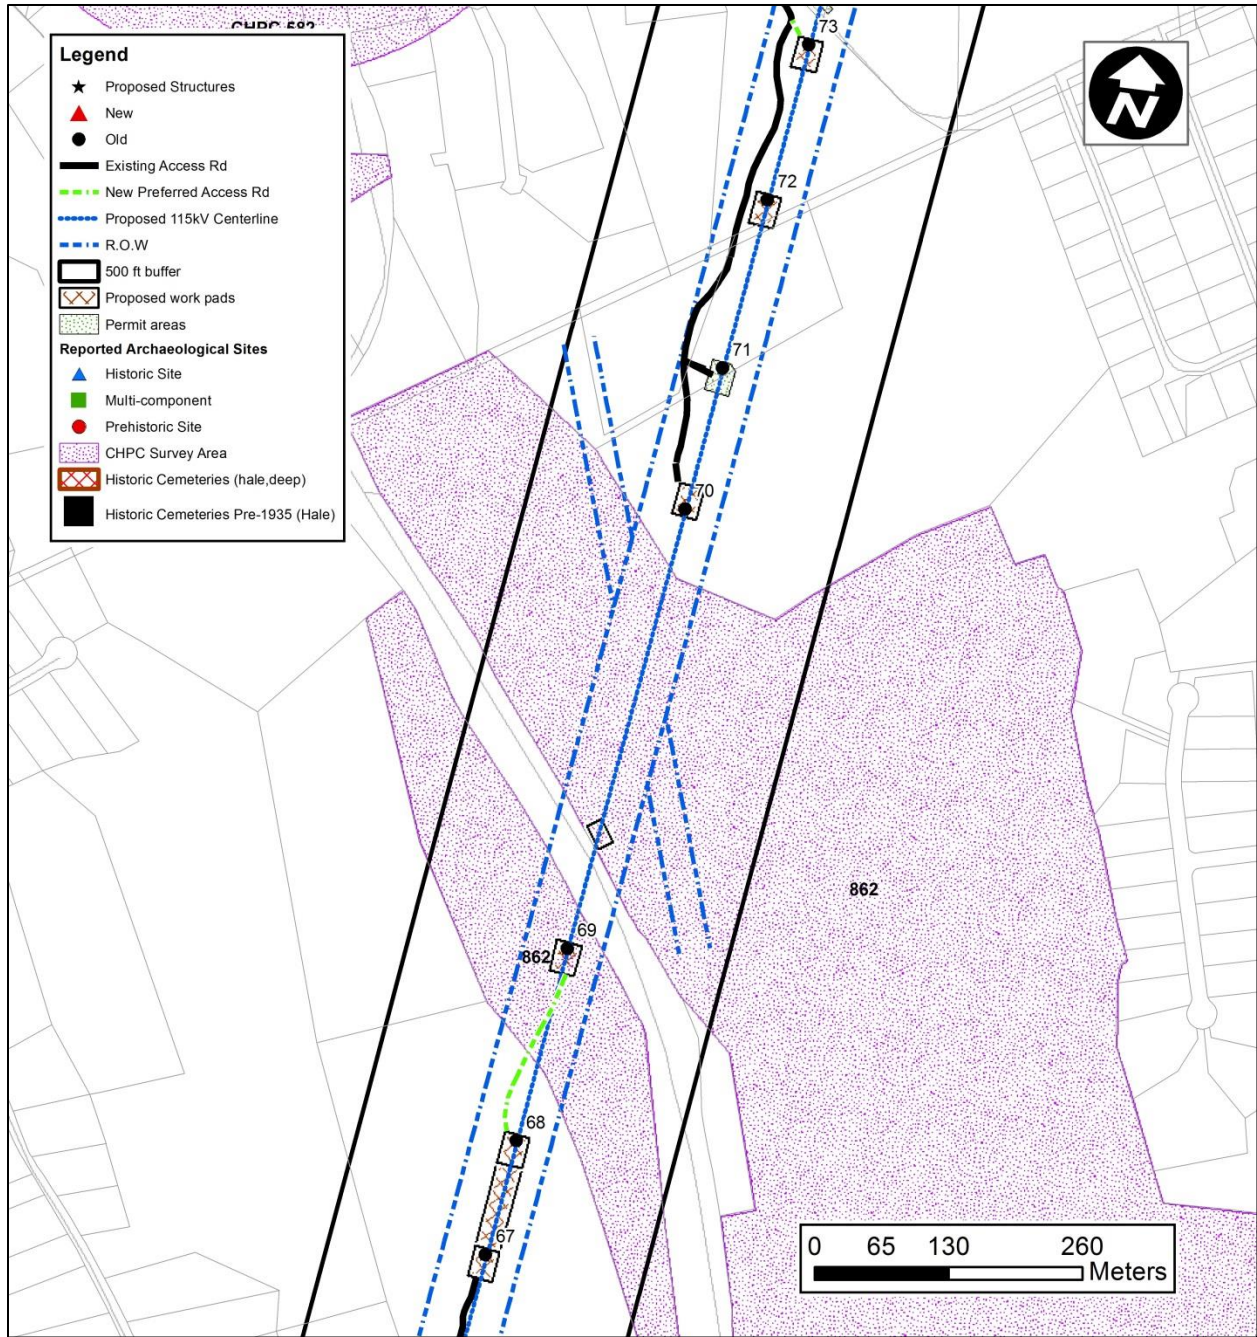 CHPC 582
Legend
Proposed Structures
New
Old
Existing Access Rd
New Preferred Access Rd
Proposed 115kV Centerline
R.O.W
500 ft buffer
Proposed work pads
Permit areas
Reported Archaeological Sites
Historic Site
Multi-component
Prehistoric Site
CHPC Survey Area
Historic Cemeteries (hale,deep)
Historic Cemeteries Pre-1935 (Hale)
N
73
72
71
70
862
69
862
68
67
0 65 130 260
Meters